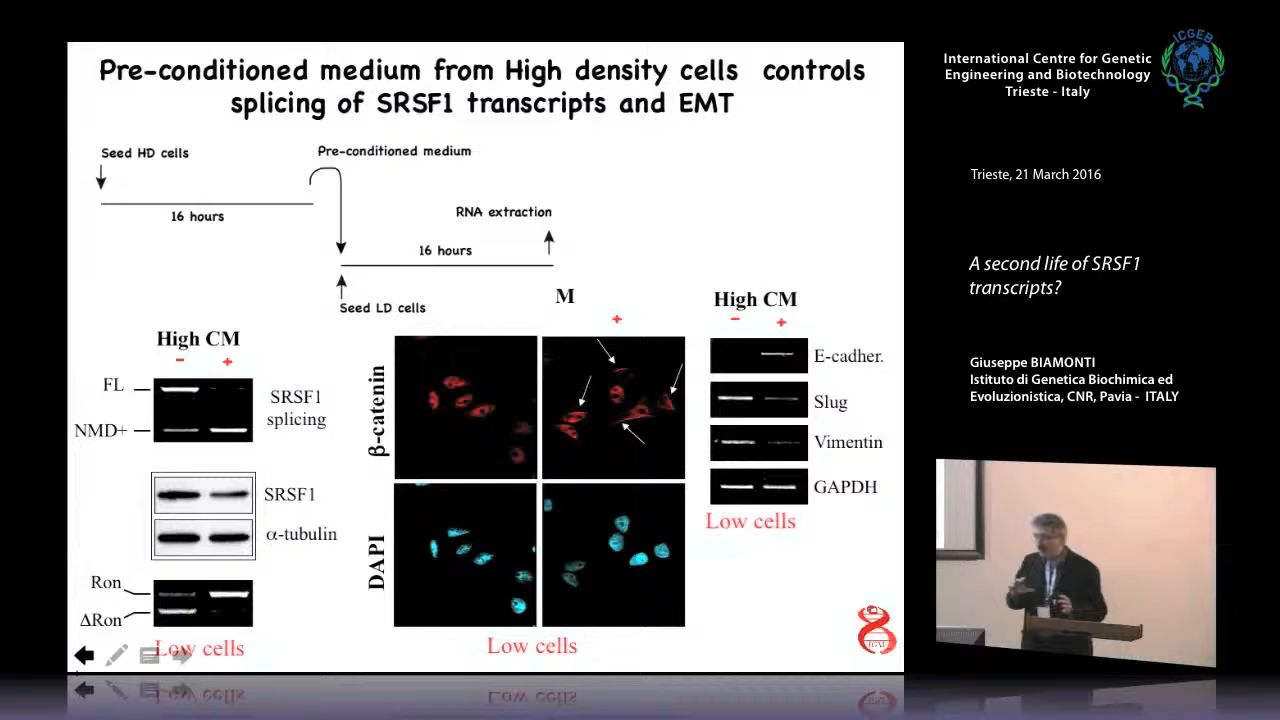 Pre-conditioned medium from High density cells controls
splicing of SRSF1 transcripts and EMT
Seed HD cells
Pre-conditioned medium
16 hours
RNA extraction
16 hours
Seed LD cells
High CM
- +
FL
NMD+
SRSF1
splicing
SRSF1
α-tubulin
Ron
ΔRon
Low cells
M
+
β-catenin
DAPI
Low cells
High CM
- +
E-cadher.
Slug
Vimentin
GAPDH
Low cells
IGM
International Centre for Genetic
Engineering and Biotechnology
Trieste - Italy
ICGEB
Trieste, 21 March 2016
A second life of SRSF1
transcripts?
Giuseppe BIAMONTI
Istituto di Genetica Biochimica ed
Evoluzionistica, CNR, Pavia - ITALY